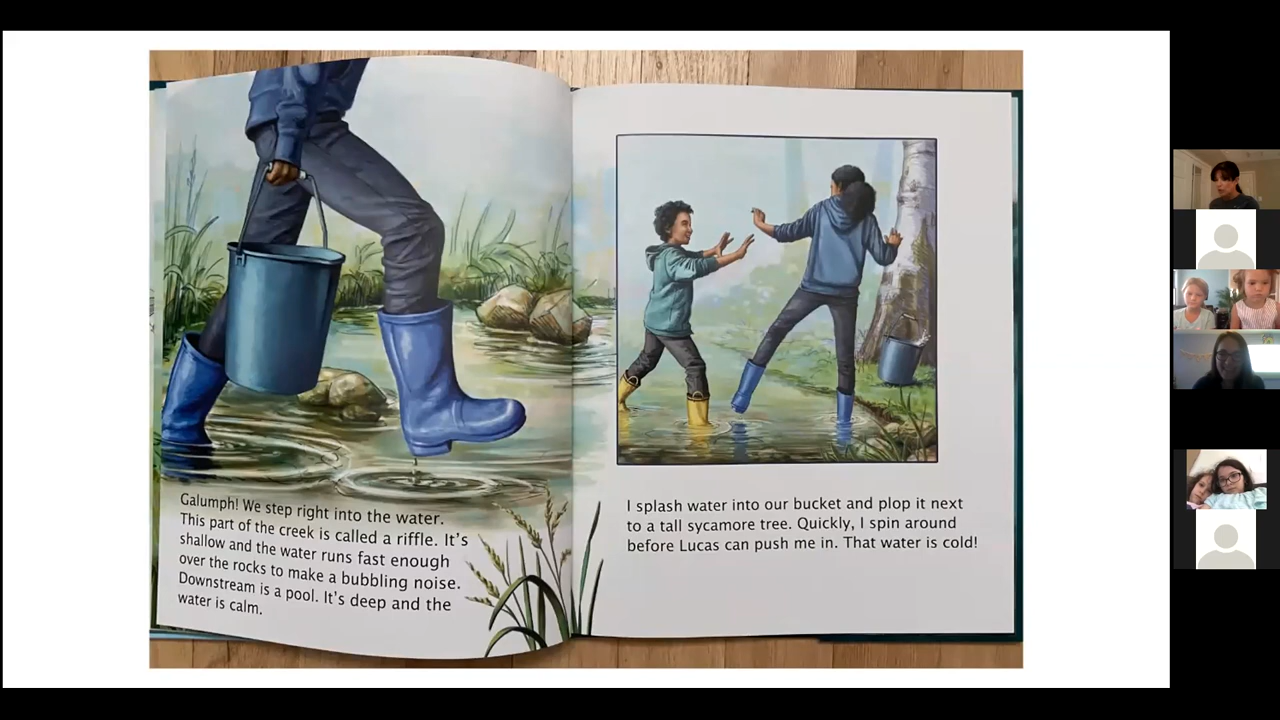 Galumph! We step right into the water.
This part of the creek is called a riffle. It's
shallow and the water runs fast enough
over the rocks to make a bubbling noise.
Downstream is a pool. It's deep and the
water is calm.
I splash water into our bucket and plop it next
to a tall sycamore tree. Quickly, I spin around
before Lucas can push me in. That water is cold!